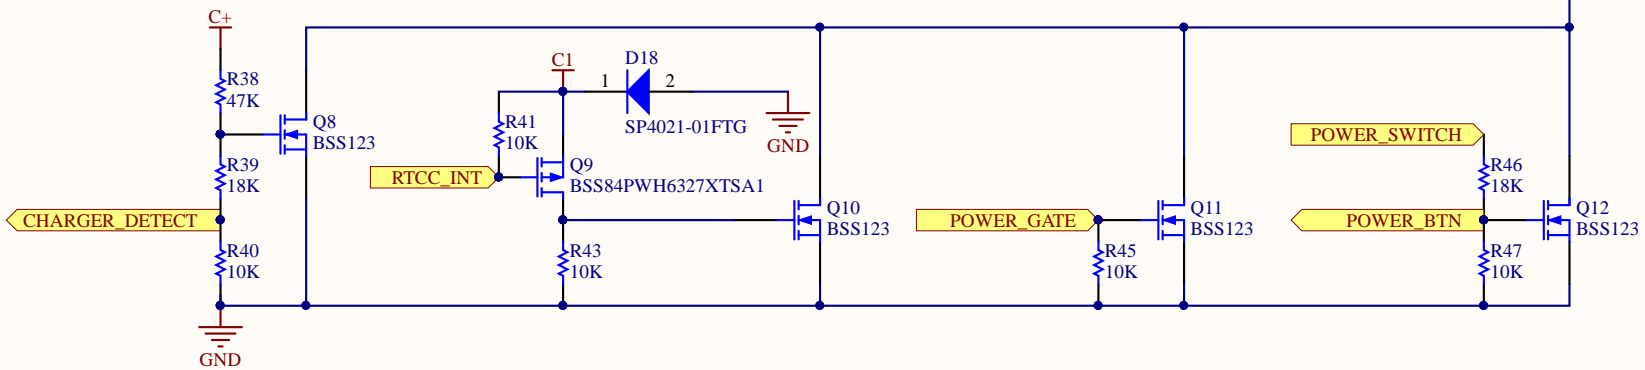 C+
R38
47K
Q8
BSS123
R39
18K
CHARGER_DETECT
R40
10K
GND
C1
D18
1
2
SP4021-01FTG
GND
R41
10K
RTCC_INT
Q9
BSS84PWH6327XTSA1
R43
10K
Q10
BSS123
POWER_GATE
R45
10K
Q11
BSS123
POWER_SWITCH
R46
18K
POWER_BTN
R47
10K
Q12
BSS123